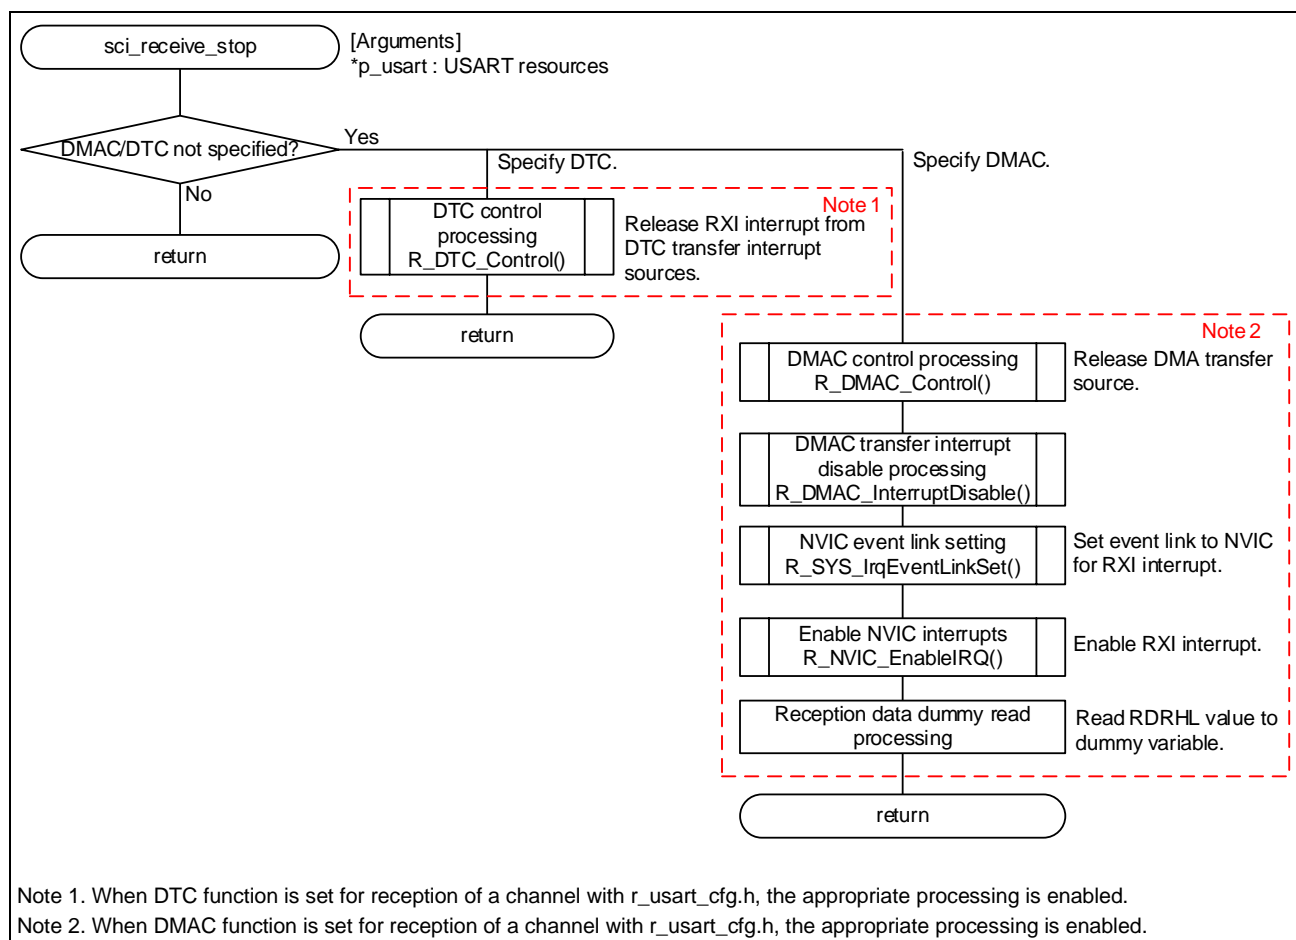 sci_receive_stop
[Arguments]
*p_usart : USART resources
DMAC/DTC not specified?
Yes
No
return
Specify DTC.
Specify DMAC.
Note 1
DTC control
processing
R_DTC_Control()
Release RXI interrupt from
DTC transfer interrupt
sources.
return
Note 2
DMAC control processing
R_DMAC_Control()
Release DMA transfer
source.
DMAC transfer interrupt
disable processing
R_DMAC_InterruptDisable()
NVIC event link setting
R_SYS_IrqEventLinkSet()
Set event link to NVIC
for RXI interrupt.
Enable NVIC interrupts
R_NVIC_EnableIRQ()
Enable RXI interrupt.
Reception data dummy read
processing
Read RDRHL value to
dummy variable.
return
Note 1. When DTC function is set for reception of a channel with r_usart_cfg.h, the appropriate processing is enabled.
Note 2. When DMAC function is set for reception of a channel with r_usart_cfg.h, the appropriate processing is enabled.